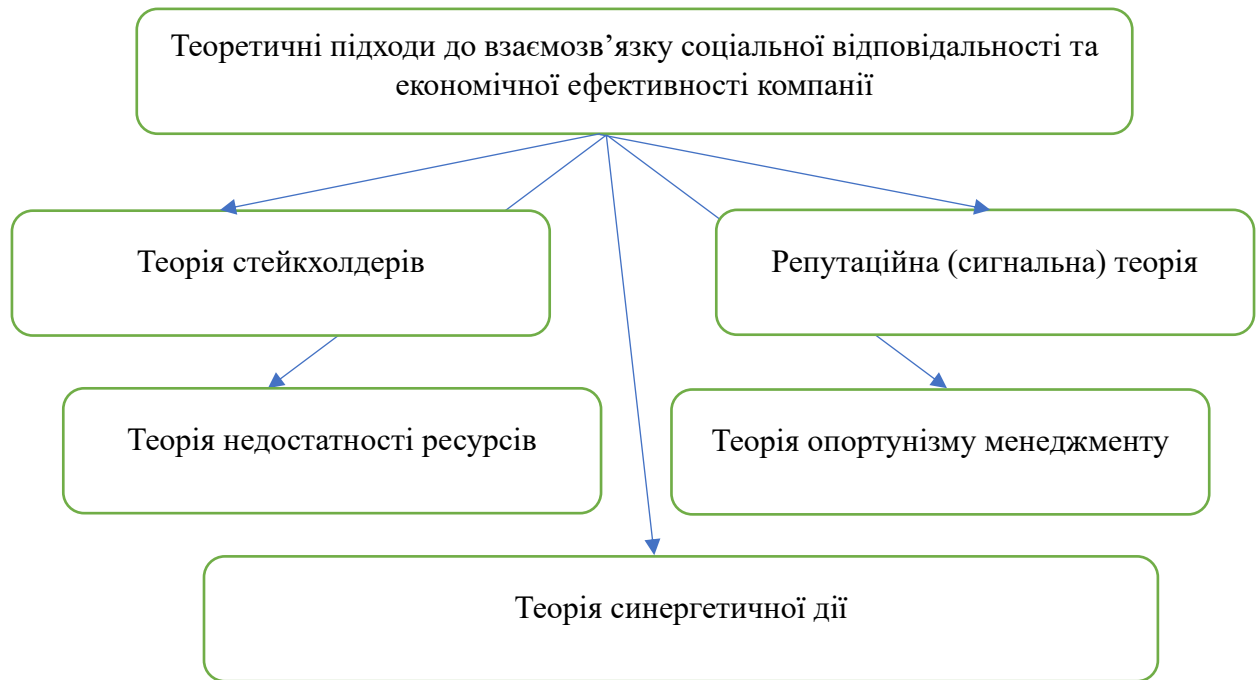 Теоретичні підходи до взаємозв’язку соціальної відповідальності та
економічної ефективності компанії
Теорія стейкхолдерів
Репутаційна (сигнальна) теорія
Теорія недостатності ресурсів
Теорія опортунізму менеджменту
Теорія синергетичної дії